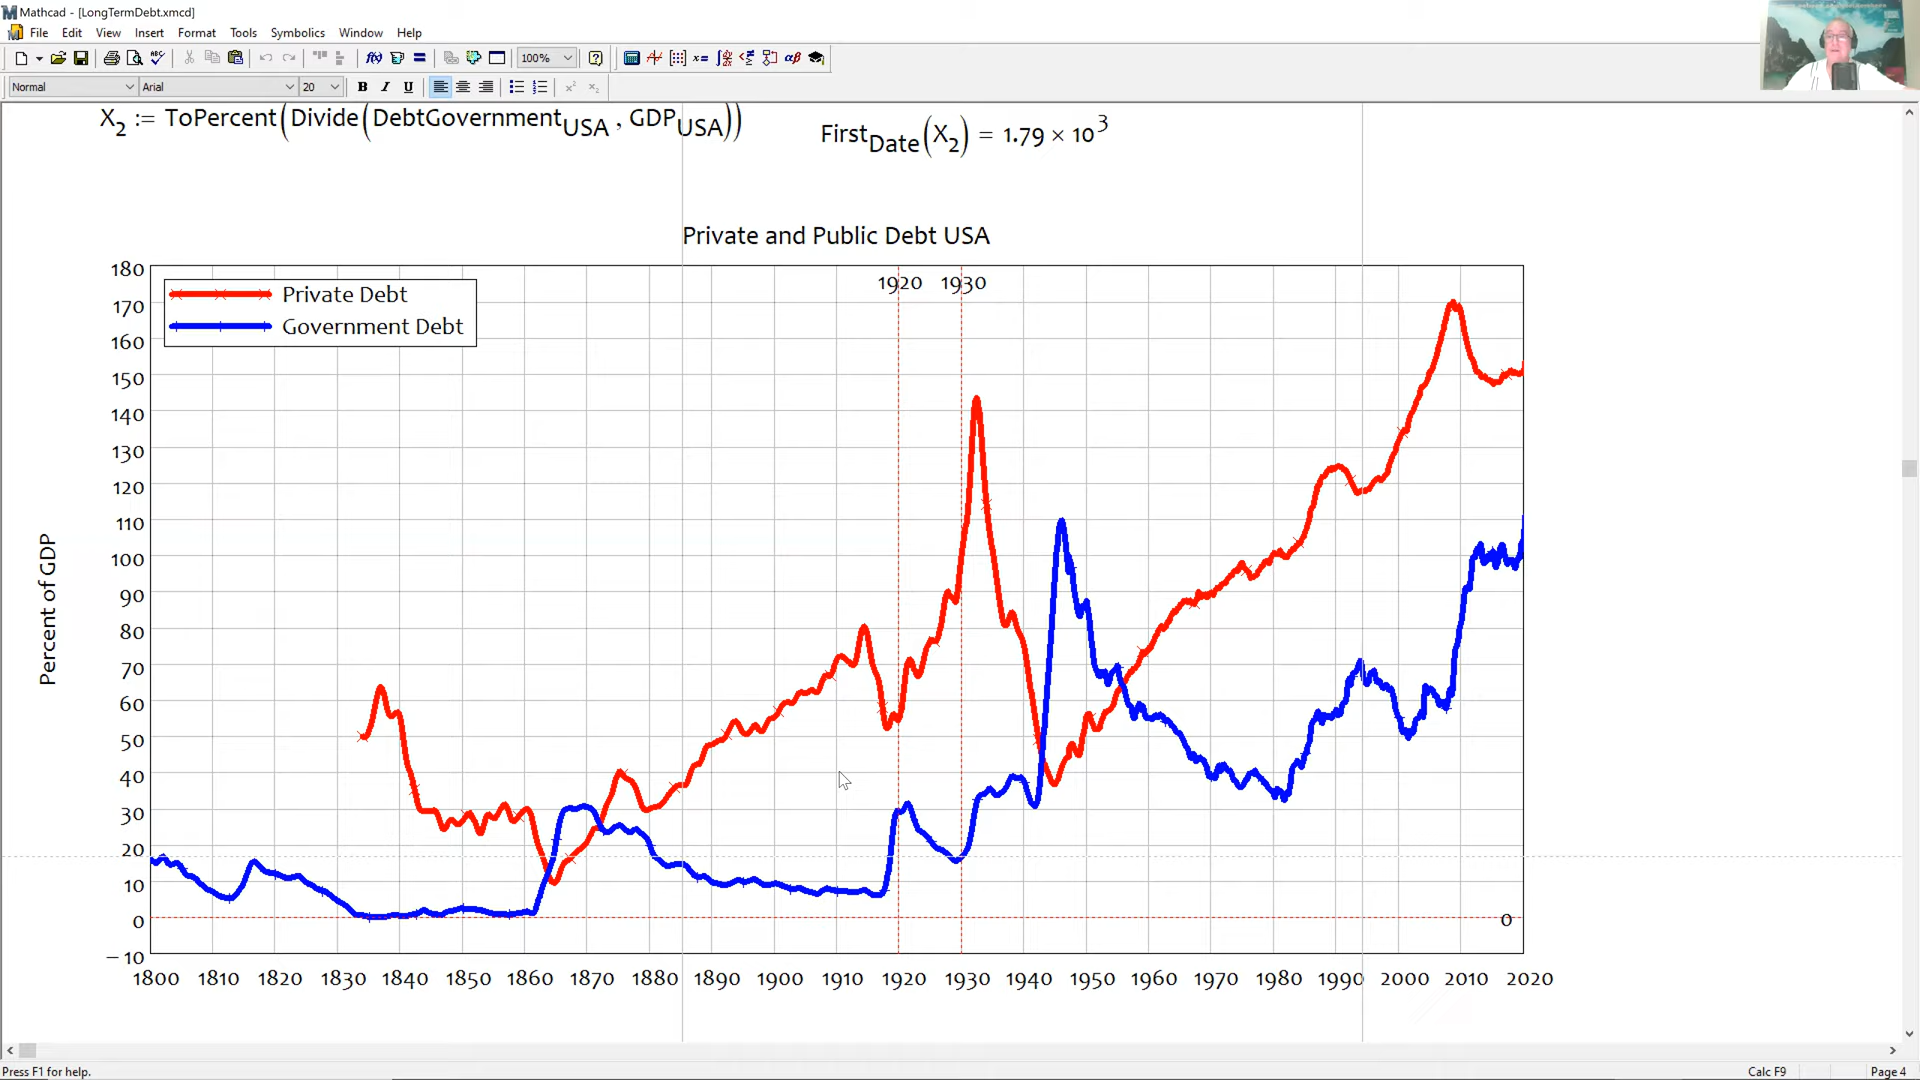 Mathcad - [LongTermDebt.xmcd]
File Edit View Insert Format Tools Symbolics Window Help
100%
Normal Arial 20 B I U
X2 := ToPercent(Divide(DebtGovernmentUSA , GDPUSA)) FirstDate(X2) = 1.79 × 10^3
Private and Public Debt USA
Private Debt
Government Debt
1920 1930
180
170
160
150
140
130
120
110
100
90
80
70
60
50
40
30
20
10
0
−10
Percent of GDP
0
1800 1810 1820 1830 1840 1850 1860 1870 1880 1890 1900 1910 1920 1930 1940 1950 1960 1970 1980 1990 2000 2010 2020
Press F1 for help. Calc F9 Page 4